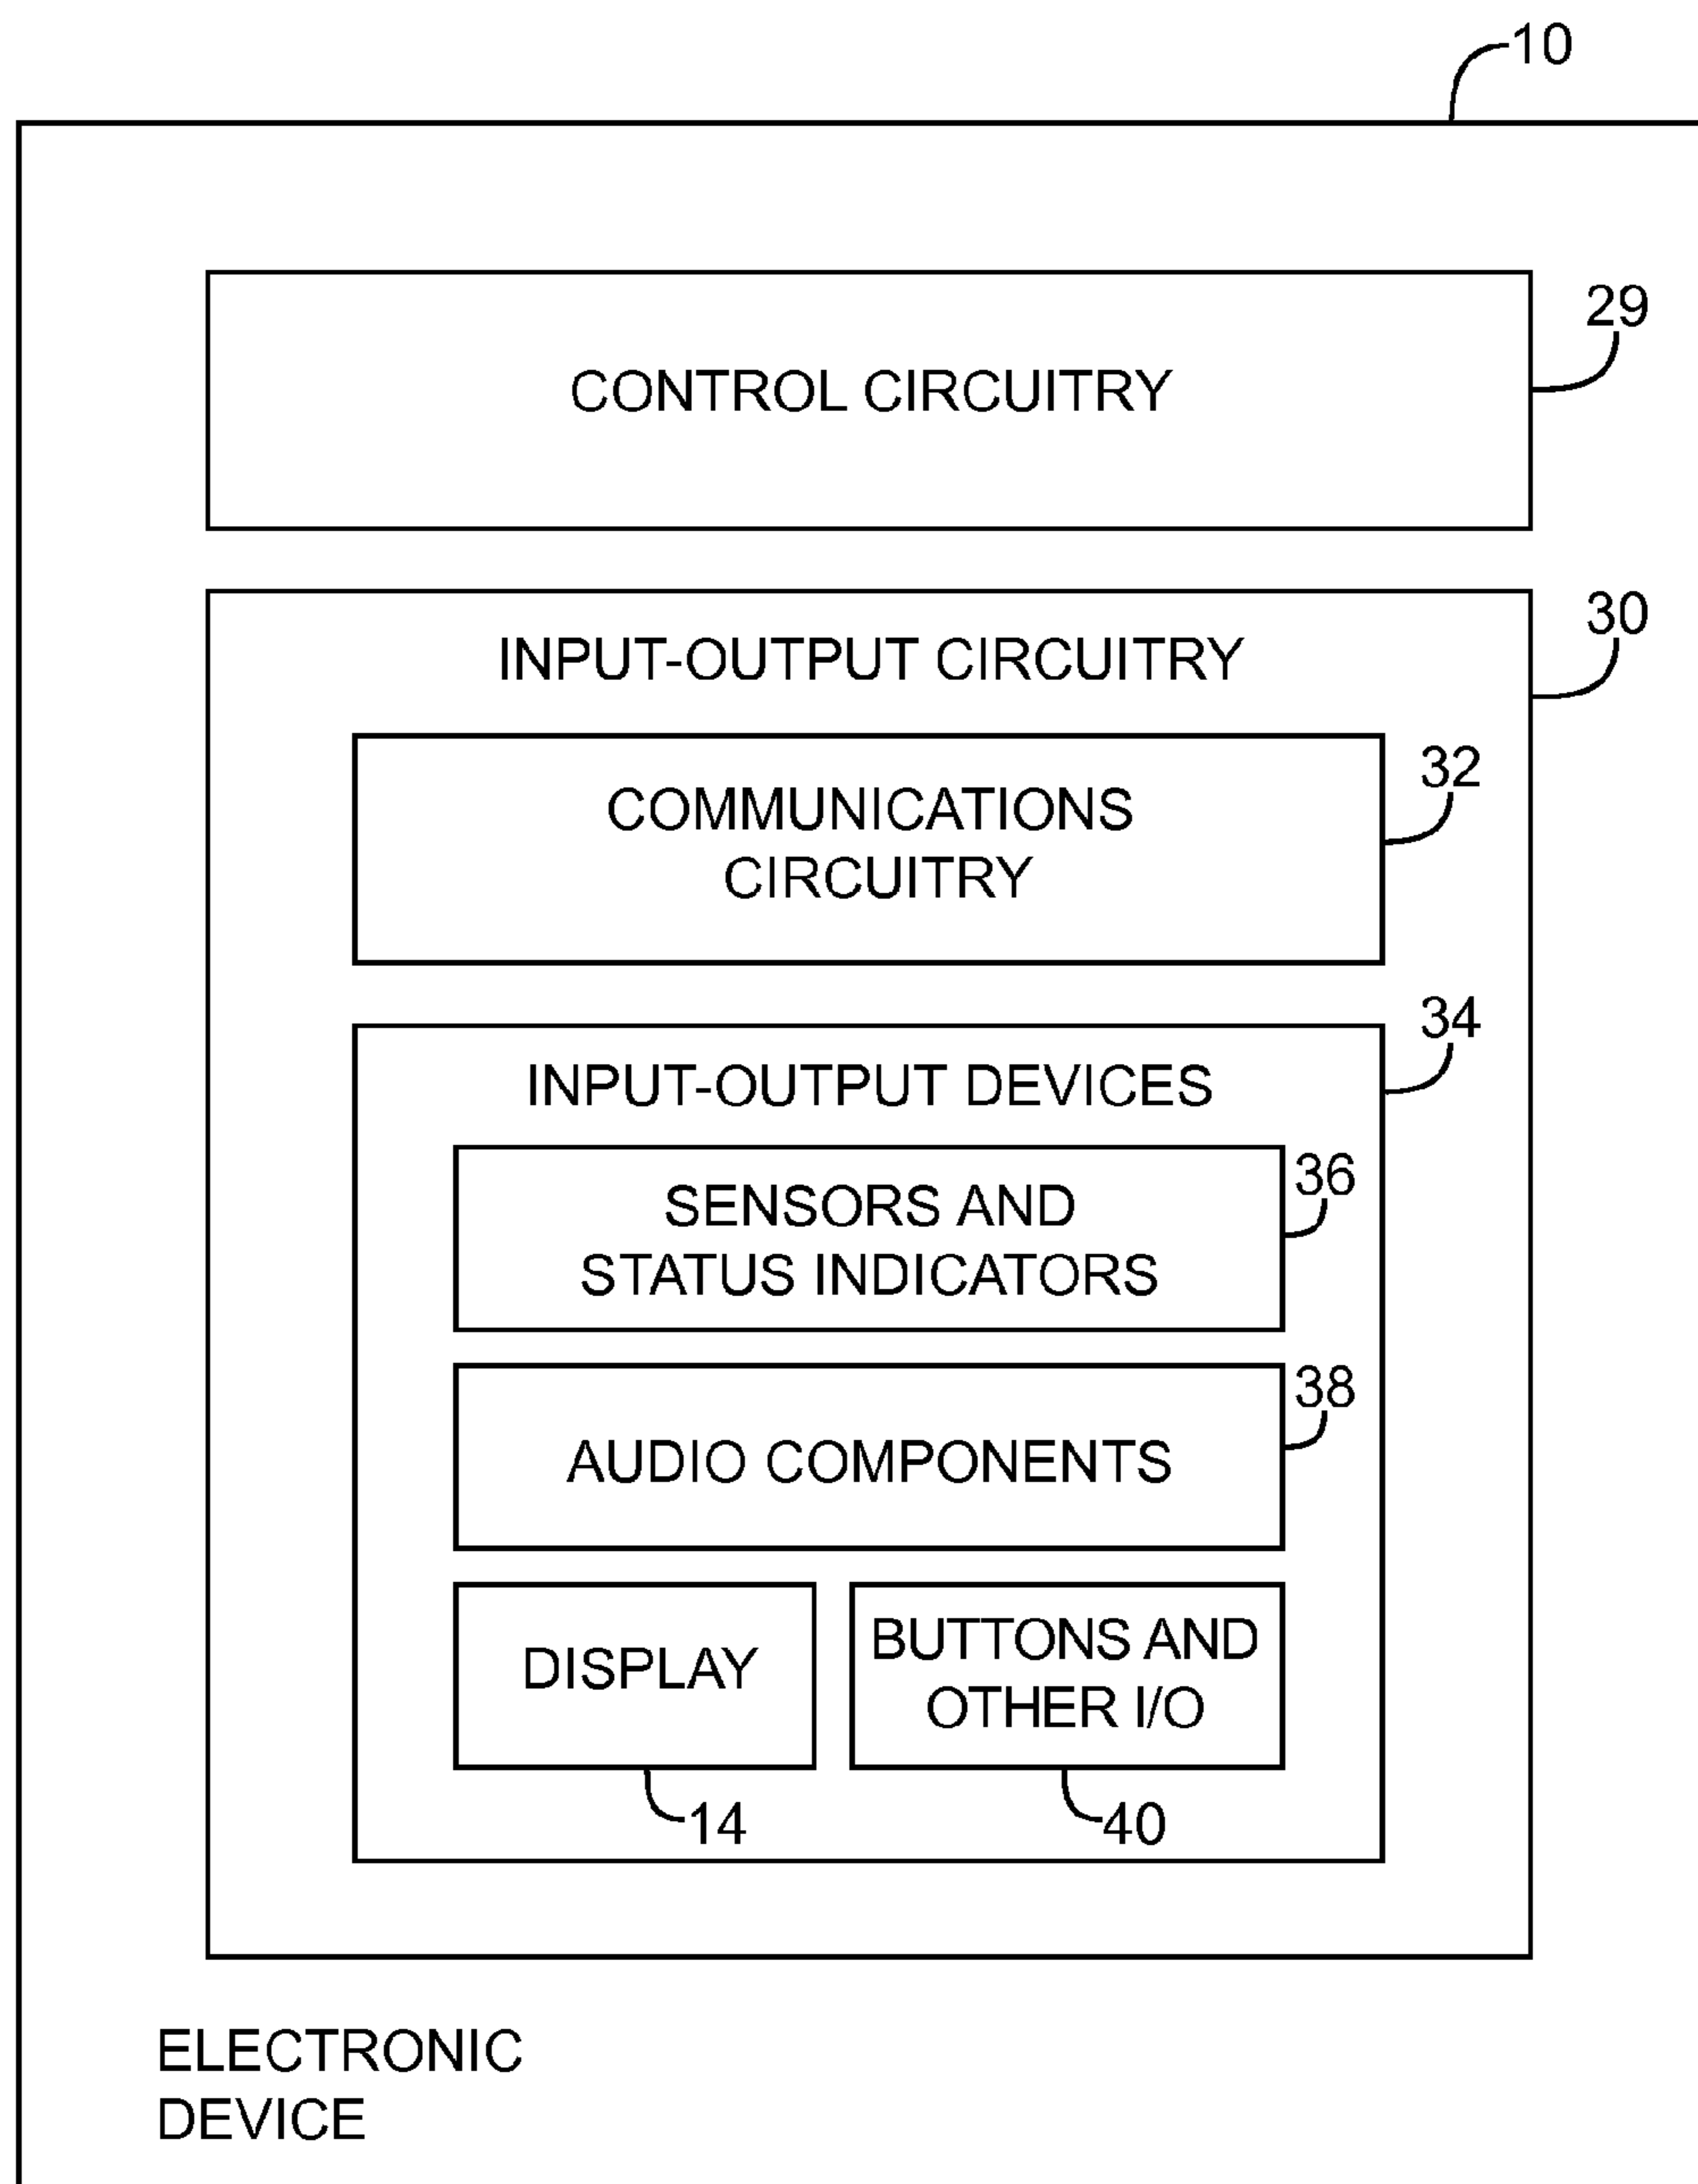 10
CONTROL CIRCUITRY
29
INPUT-OUTPUT CIRCUITRY
30
COMMUNICATIONS
CIRCUITRY
32
INPUT-OUTPUT DEVICES
34
SENSORS AND
STATUS INDICATORS
36
AUDIO COMPONENTS
38
DISPLAY
14
BUTTONS AND
OTHER I/O
40
ELECTRONIC
DEVICE